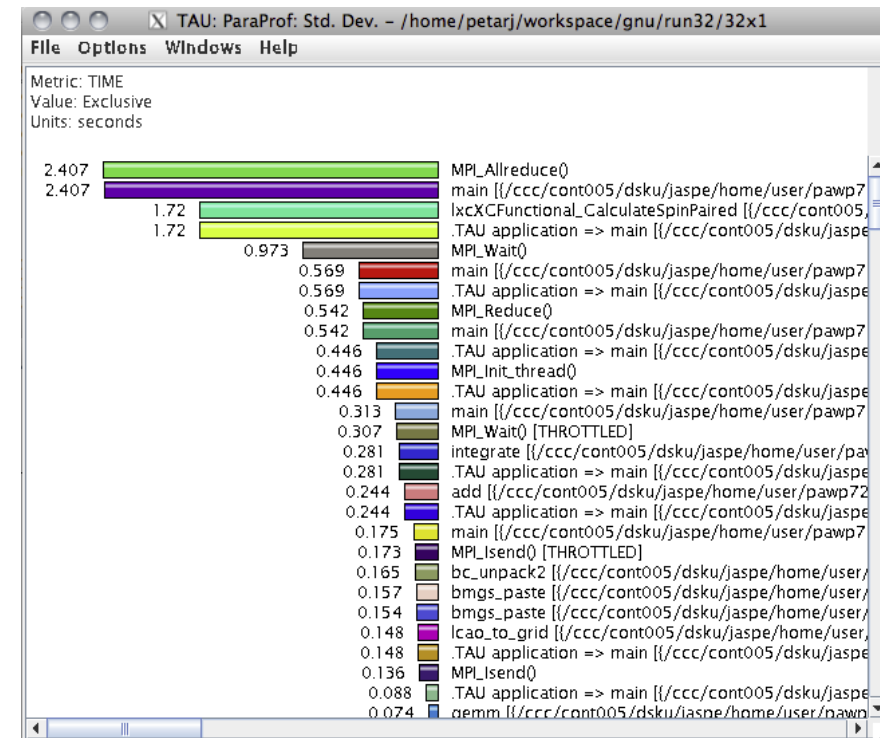 X TAU: ParaProf: Std. Dev. – /home/petarj/workspace/gnu/run32/32x1
File Options Windows Help
Metric: TIME
Value: Exclusive
Units: seconds
2.407 MPI_Allreduce()
2.407 main [{/ccc/cont005/dsku/jaspe/home/user/pawp7
1.72 lxcXCFunctional_CalculateSpinPaired [{/ccc/cont005,
1.72 .TAU application => main [{/ccc/cont005/dsku/jaspe
0.973 MPI_Wait()
0.569 main [{/ccc/cont005/dsku/jaspe/home/user/pawp7
0.569 .TAU application => main [{/ccc/cont005/dsku/jaspe
0.542 MPI_Reduce()
0.542 main [{/ccc/cont005/dsku/jaspe/home/user/pawp7
0.446 .TAU application => main [{/ccc/cont005/dsku/jaspe
0.446 MPI_Init_thread()
0.446 .TAU application => main [{/ccc/cont005/dsku/jaspe
0.313 main [{/ccc/cont005/dsku/jaspe/home/user/pawp7
0.307 MPI_Wait() [THROTTLED]
0.281 integrate [{/ccc/cont005/dsku/jaspe/home/user/pav
0.281 .TAU application => main [{/ccc/cont005/dsku/jaspe
0.244 add [{/ccc/cont005/dsku/jaspe/home/user/pawp72
0.244 .TAU application => main [{/ccc/cont005/dsku/jaspe
0.175 main [{/ccc/cont005/dsku/jaspe/home/user/pawp7
0.173 MPI_Isend() [THROTTLED]
0.165 bc_unpack2 [{/ccc/cont005/dsku/jaspe/home/user/
0.157 bmgs_paste [{/ccc/cont005/dsku/jaspe/home/user/
0.154 bmgs_paste [{/ccc/cont005/dsku/jaspe/home/user/
0.148 lcao_to_grid [{/ccc/cont005/dsku/jaspe/home/user,
0.148 .TAU application => main [{/ccc/cont005/dsku/jaspe
0.136 MPI_Isend()
0.088 .TAU application => main [{/ccc/cont005/dsku/jaspe
0.074 gemm [{/ccc/cont005/dsku/jaspe/home/user/pawp